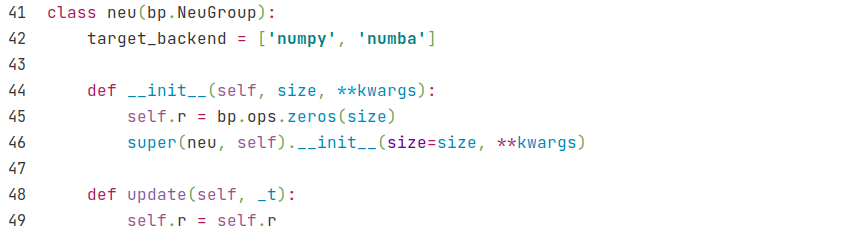 41 class neu(bp.NeuGroup):
42     target_backend = ['numpy', 'numba']
43
44     def __init__(self, size, **kwargs):
45         self.r = bp.ops.zeros(size)
46         super(neu, self).__init__(size=size, **kwargs)
47
48     def update(self, _t):
49         self.r = self.r